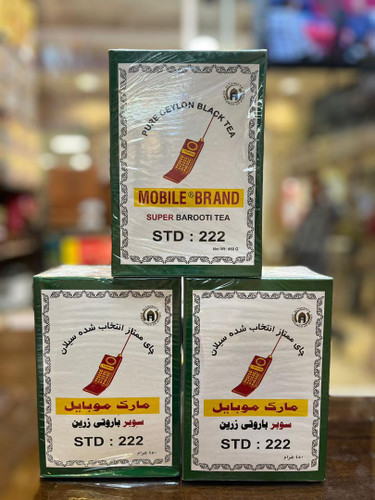 PURE CEYLON BLACK TEA
MOBILE ® BRAND
SUPER BAROOTI TEA
STD : 222
چای ممتاز انتخاب شده سیلان
مارک موبایل
سوپر باروتی زرین
STD : 222
چای ممتاز انتخاب شده سیلان
مارک موبایل
سوپر باروتی زرین
STD : 222